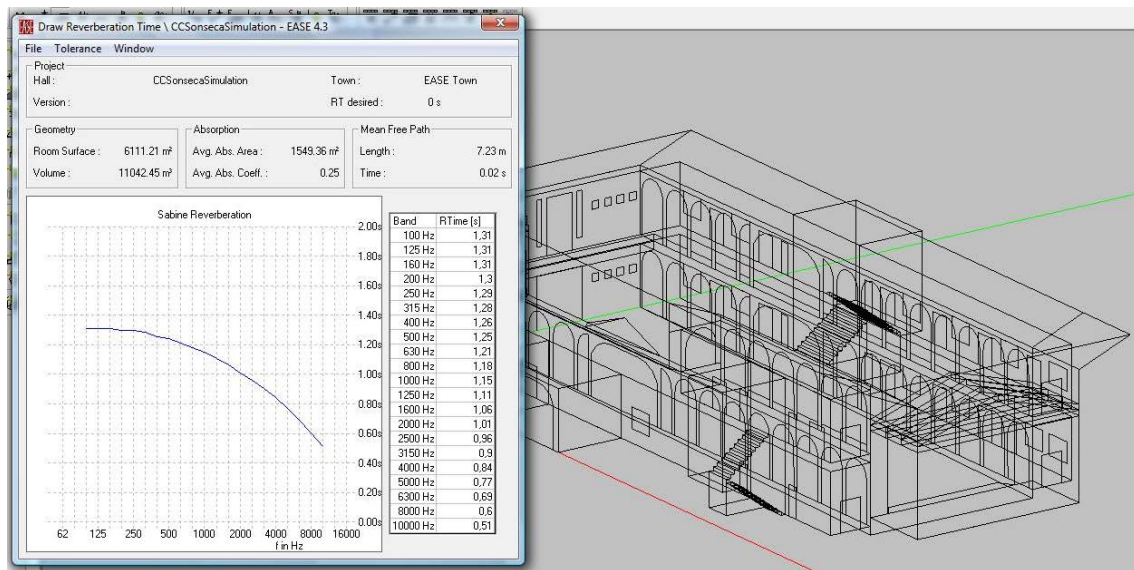 Draw Reverberation Time \ CCSonsecaSimulation - EASE 4.3
File Tolerance Window
Project
Hall : CCSonsecaSimulation Town : EASE Town
Version : RT desired : 0 s
Geometry Absorption Mean Free Path
Room Surface : 6111.21 m² Avg. Abs. Area : 1549.36 m² Length : 7.23 m
Volume : 11042.45 m³ Avg. Abs. Coeff. : 0.25 Time : 0.02 s
Sabine Reverberation
2.00s
1.80s
1.60s
1.40s
1.20s
1.00s
0.80s
0.60s
0.40s
0.20s
0.00s
62 125 250 500 1000 2000 4000 8000 16000
f in Hz
Band RTime [s]
100 Hz 1,31
125 Hz 1,31
160 Hz 1,31
200 Hz 1,3
250 Hz 1,29
315 Hz 1,28
400 Hz 1,26
500 Hz 1,25
630 Hz 1,21
800 Hz 1,18
1000 Hz 1,15
1250 Hz 1,11
1600 Hz 1,06
2000 Hz 1,01
2500 Hz 0,96
3150 Hz 0,9
4000 Hz 0,84
5000 Hz 0,77
6300 Hz 0,69
8000 Hz 0,6
10000 Hz 0,51